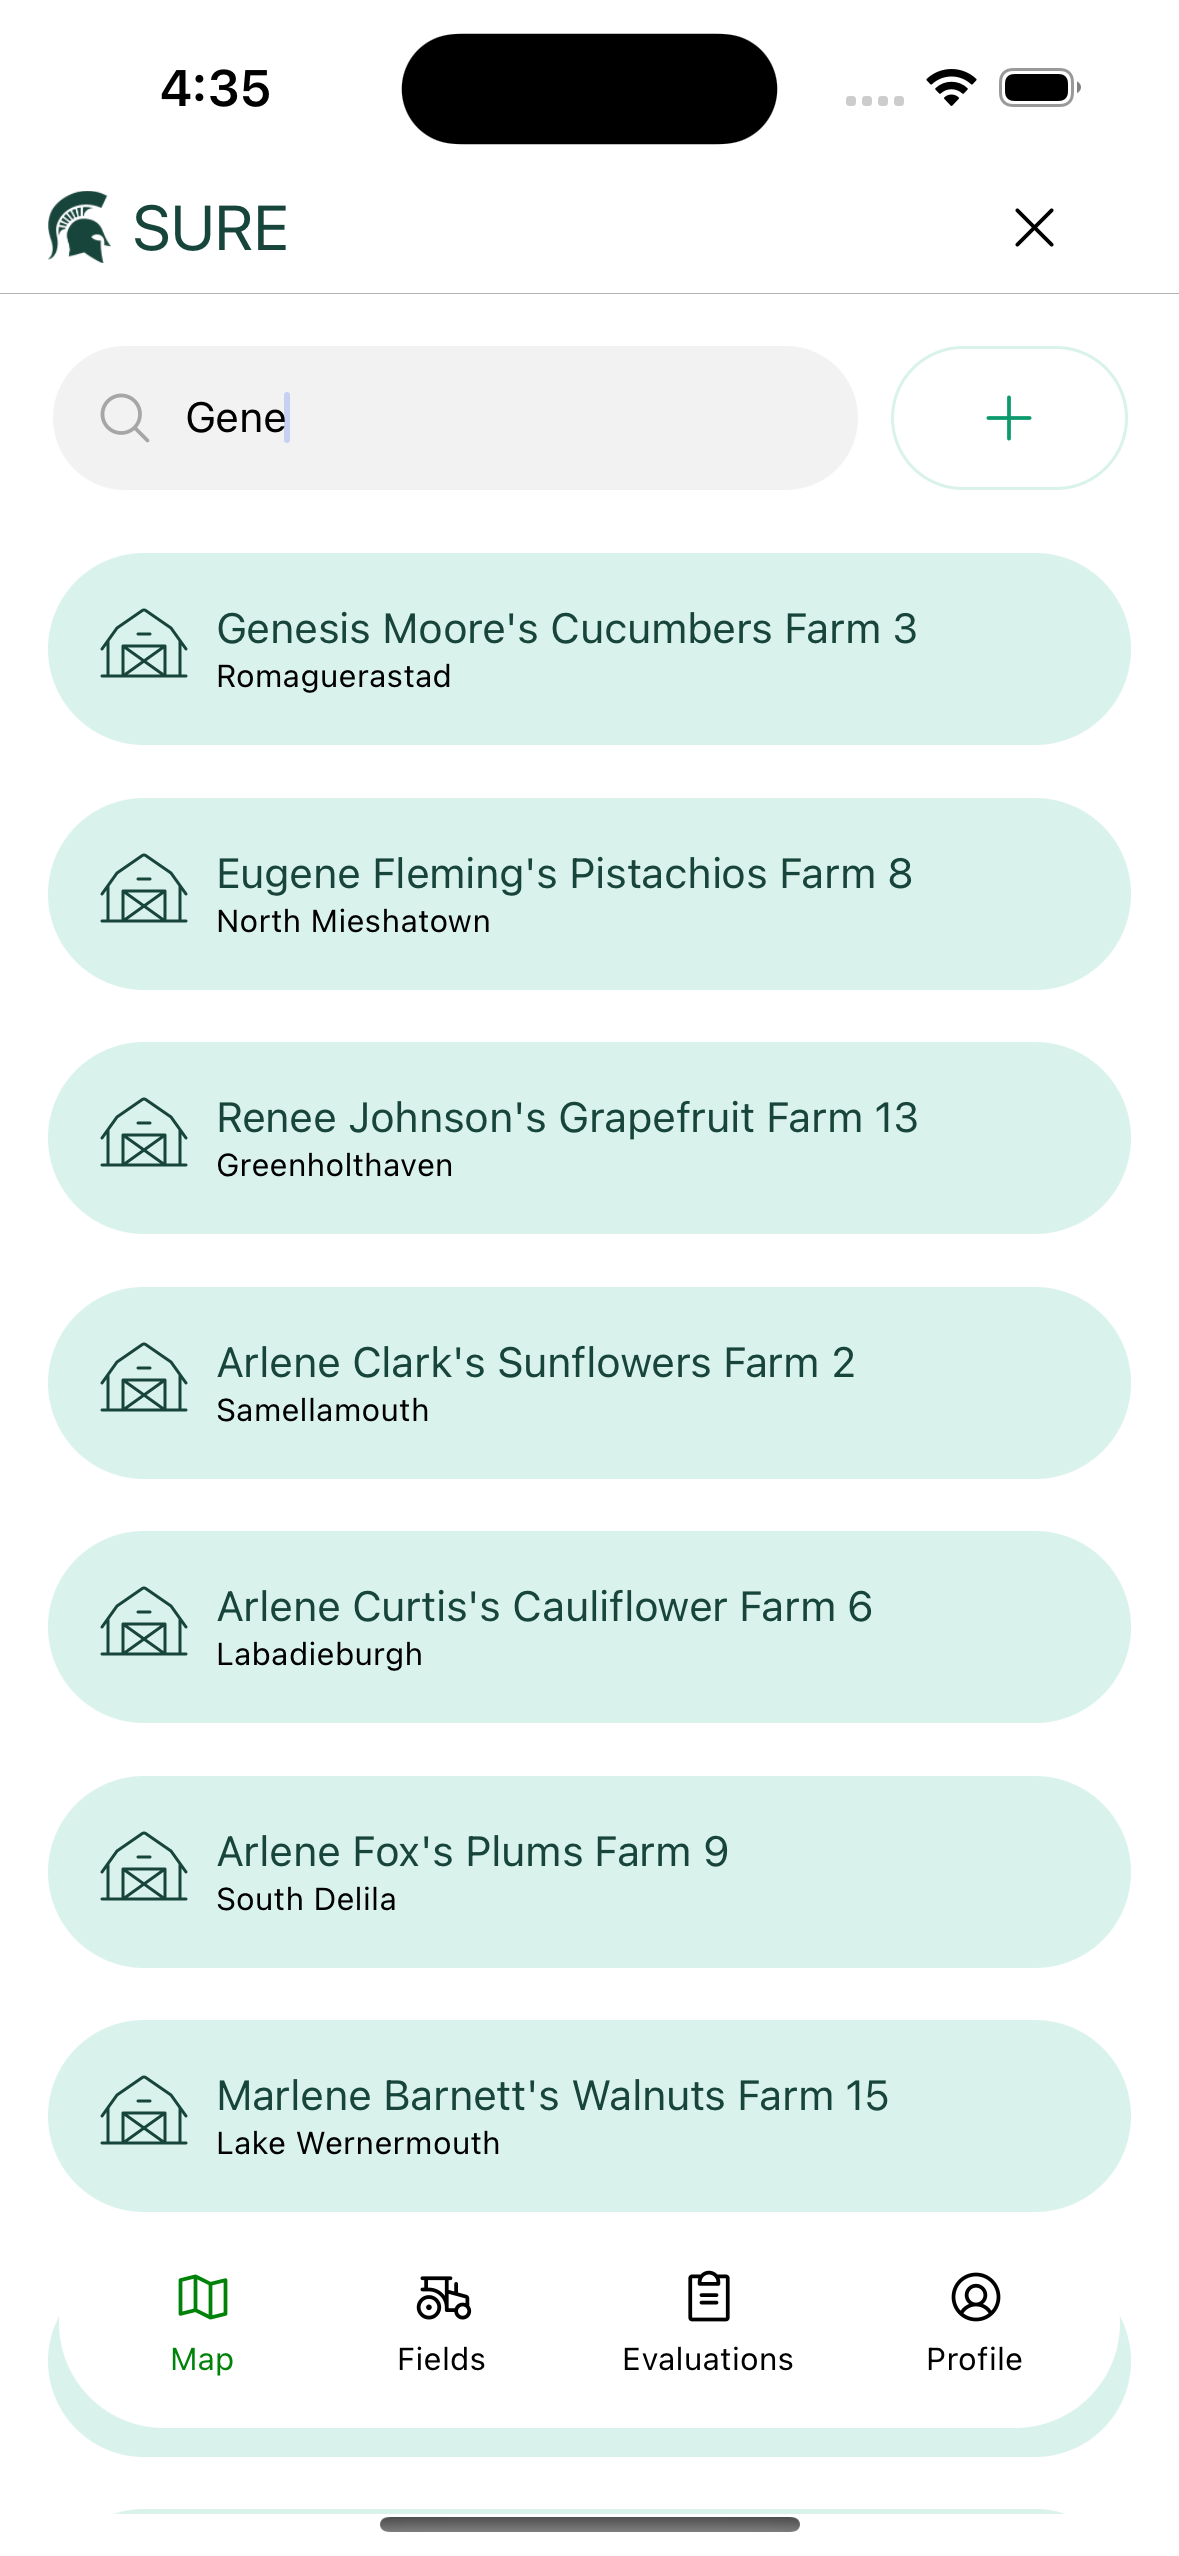 4:35
SURE
Gene
Genesis Moore's Cucumbers Farm 3
Romaguerastad
Eugene Fleming's Pistachios Farm 8
North Mieshatown
Renee Johnson's Grapefruit Farm 13
Greenholthaven
Arlene Clark's Sunflowers Farm 2
Samellamouth
Arlene Curtis's Cauliflower Farm 6
Labadieburgh
Arlene Fox's Plums Farm 9
South Delila
Marlene Barnett's Walnuts Farm 15
Lake Wernermouth
Map
Fields
Evaluations
Profile